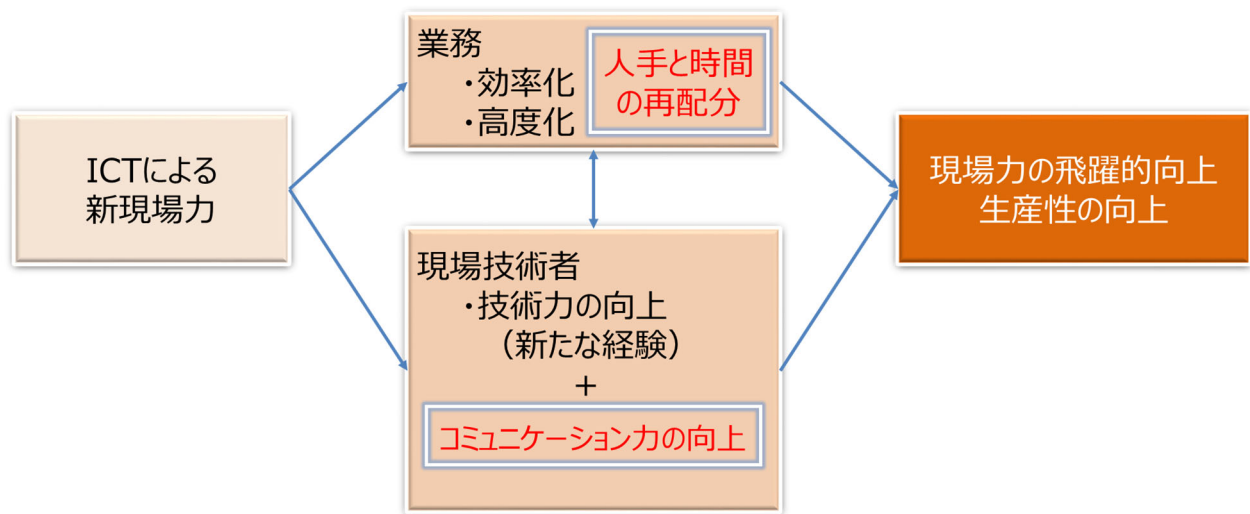 ICTによる
新現場力
業務
・効率化
・高度化
人手と時間
の再配分
現場技術者
・技術力の向上
（新たな経験）
+
コミュニケーション力の向上
現場力の飛躍的向上
生産性の向上